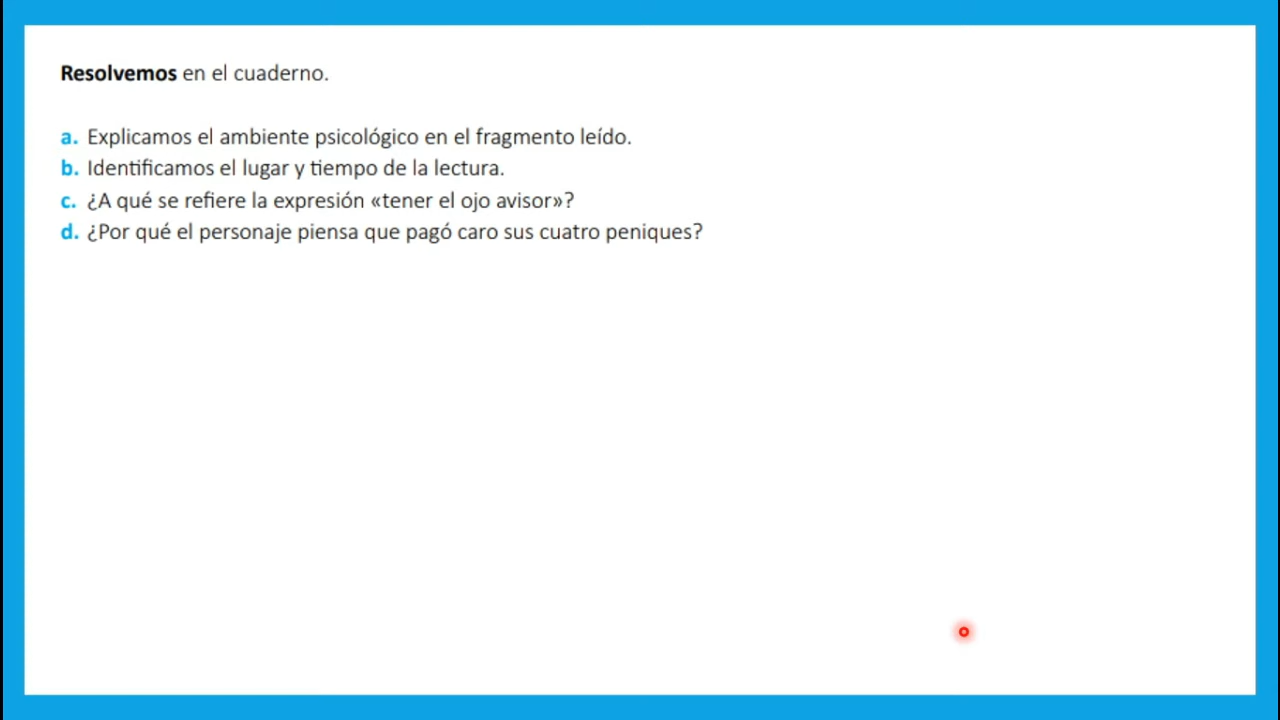 Resolvemos en el cuaderno.
a. Explicamos el ambiente psicológico en el fragmento leído.
b. Identificamos el lugar y tiempo de la lectura.
c. ¿A qué se refiere la expresión «tener el ojo avisor»?
d. ¿Por qué el personaje piensa que pagó caro sus cuatro peniques?